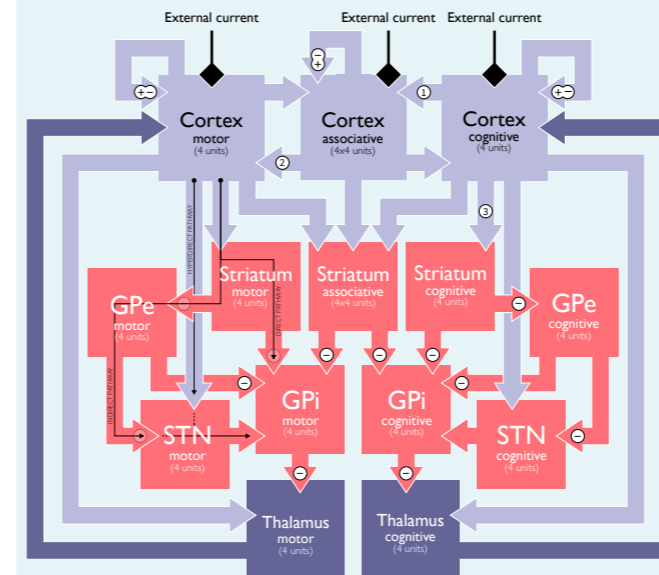 External current
External current
External current
Cortex
motor
(4 units)
Cortex
associative
(4x4 units)
Cortex
cognitive
(4 units)
1
2
3
HYPERDIRECT PATHWAY
Striatum
motor
(4 units)
Striatum
associative
(4x4 units)
Striatum
cognitive
(4 units)
GPe
motor
(4 units)
GPe
cognitive
(4 units)
DIRECT PATHWAY
INDIRECT PATHWAY
GPi
motor
(4 units)
GPi
cognitive
(4 units)
STN
motor
(4 units)
STN
cognitive
(4 units)
Thalamus
motor
(4 units)
Thalamus
cognitive
(4 units)